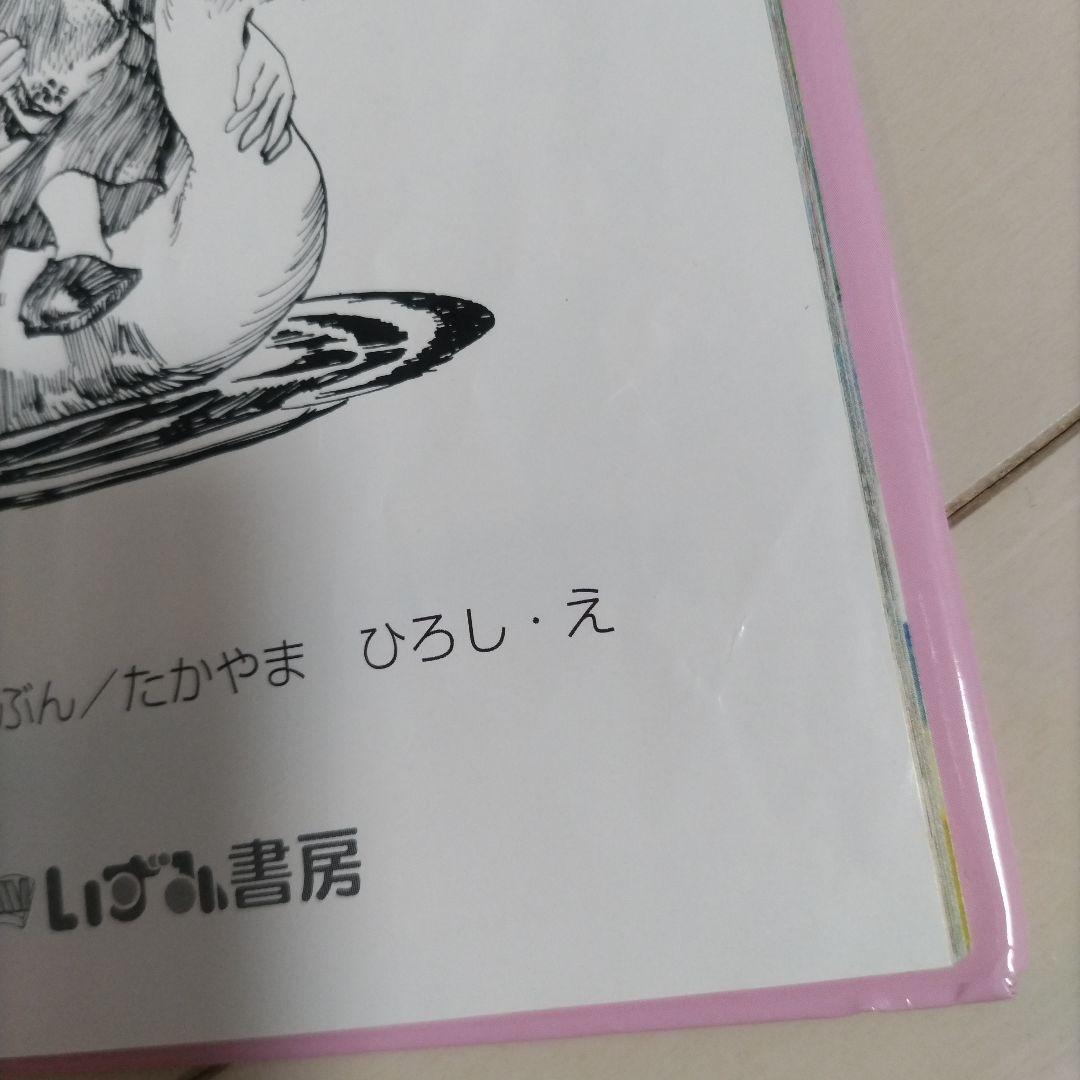 ぶん／たかやま　ひろし・え
いずみ書房